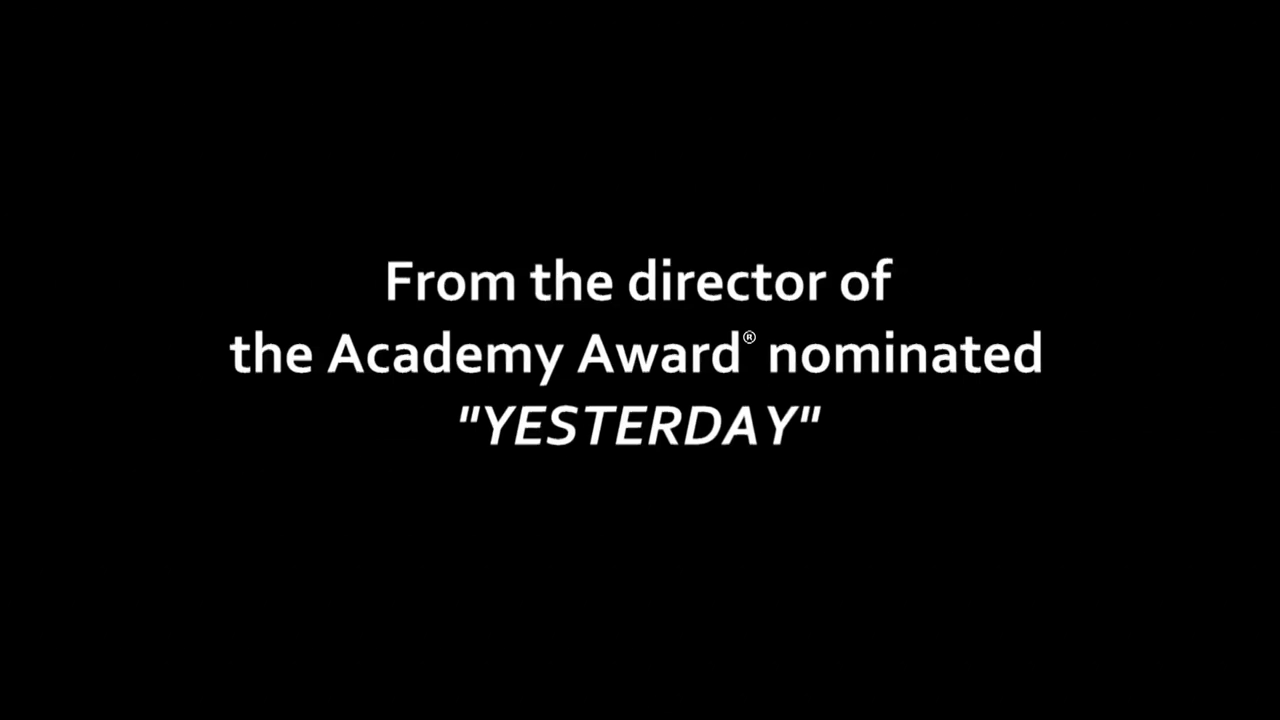 From the director of
the Academy Award® nominated
"YESTERDAY"